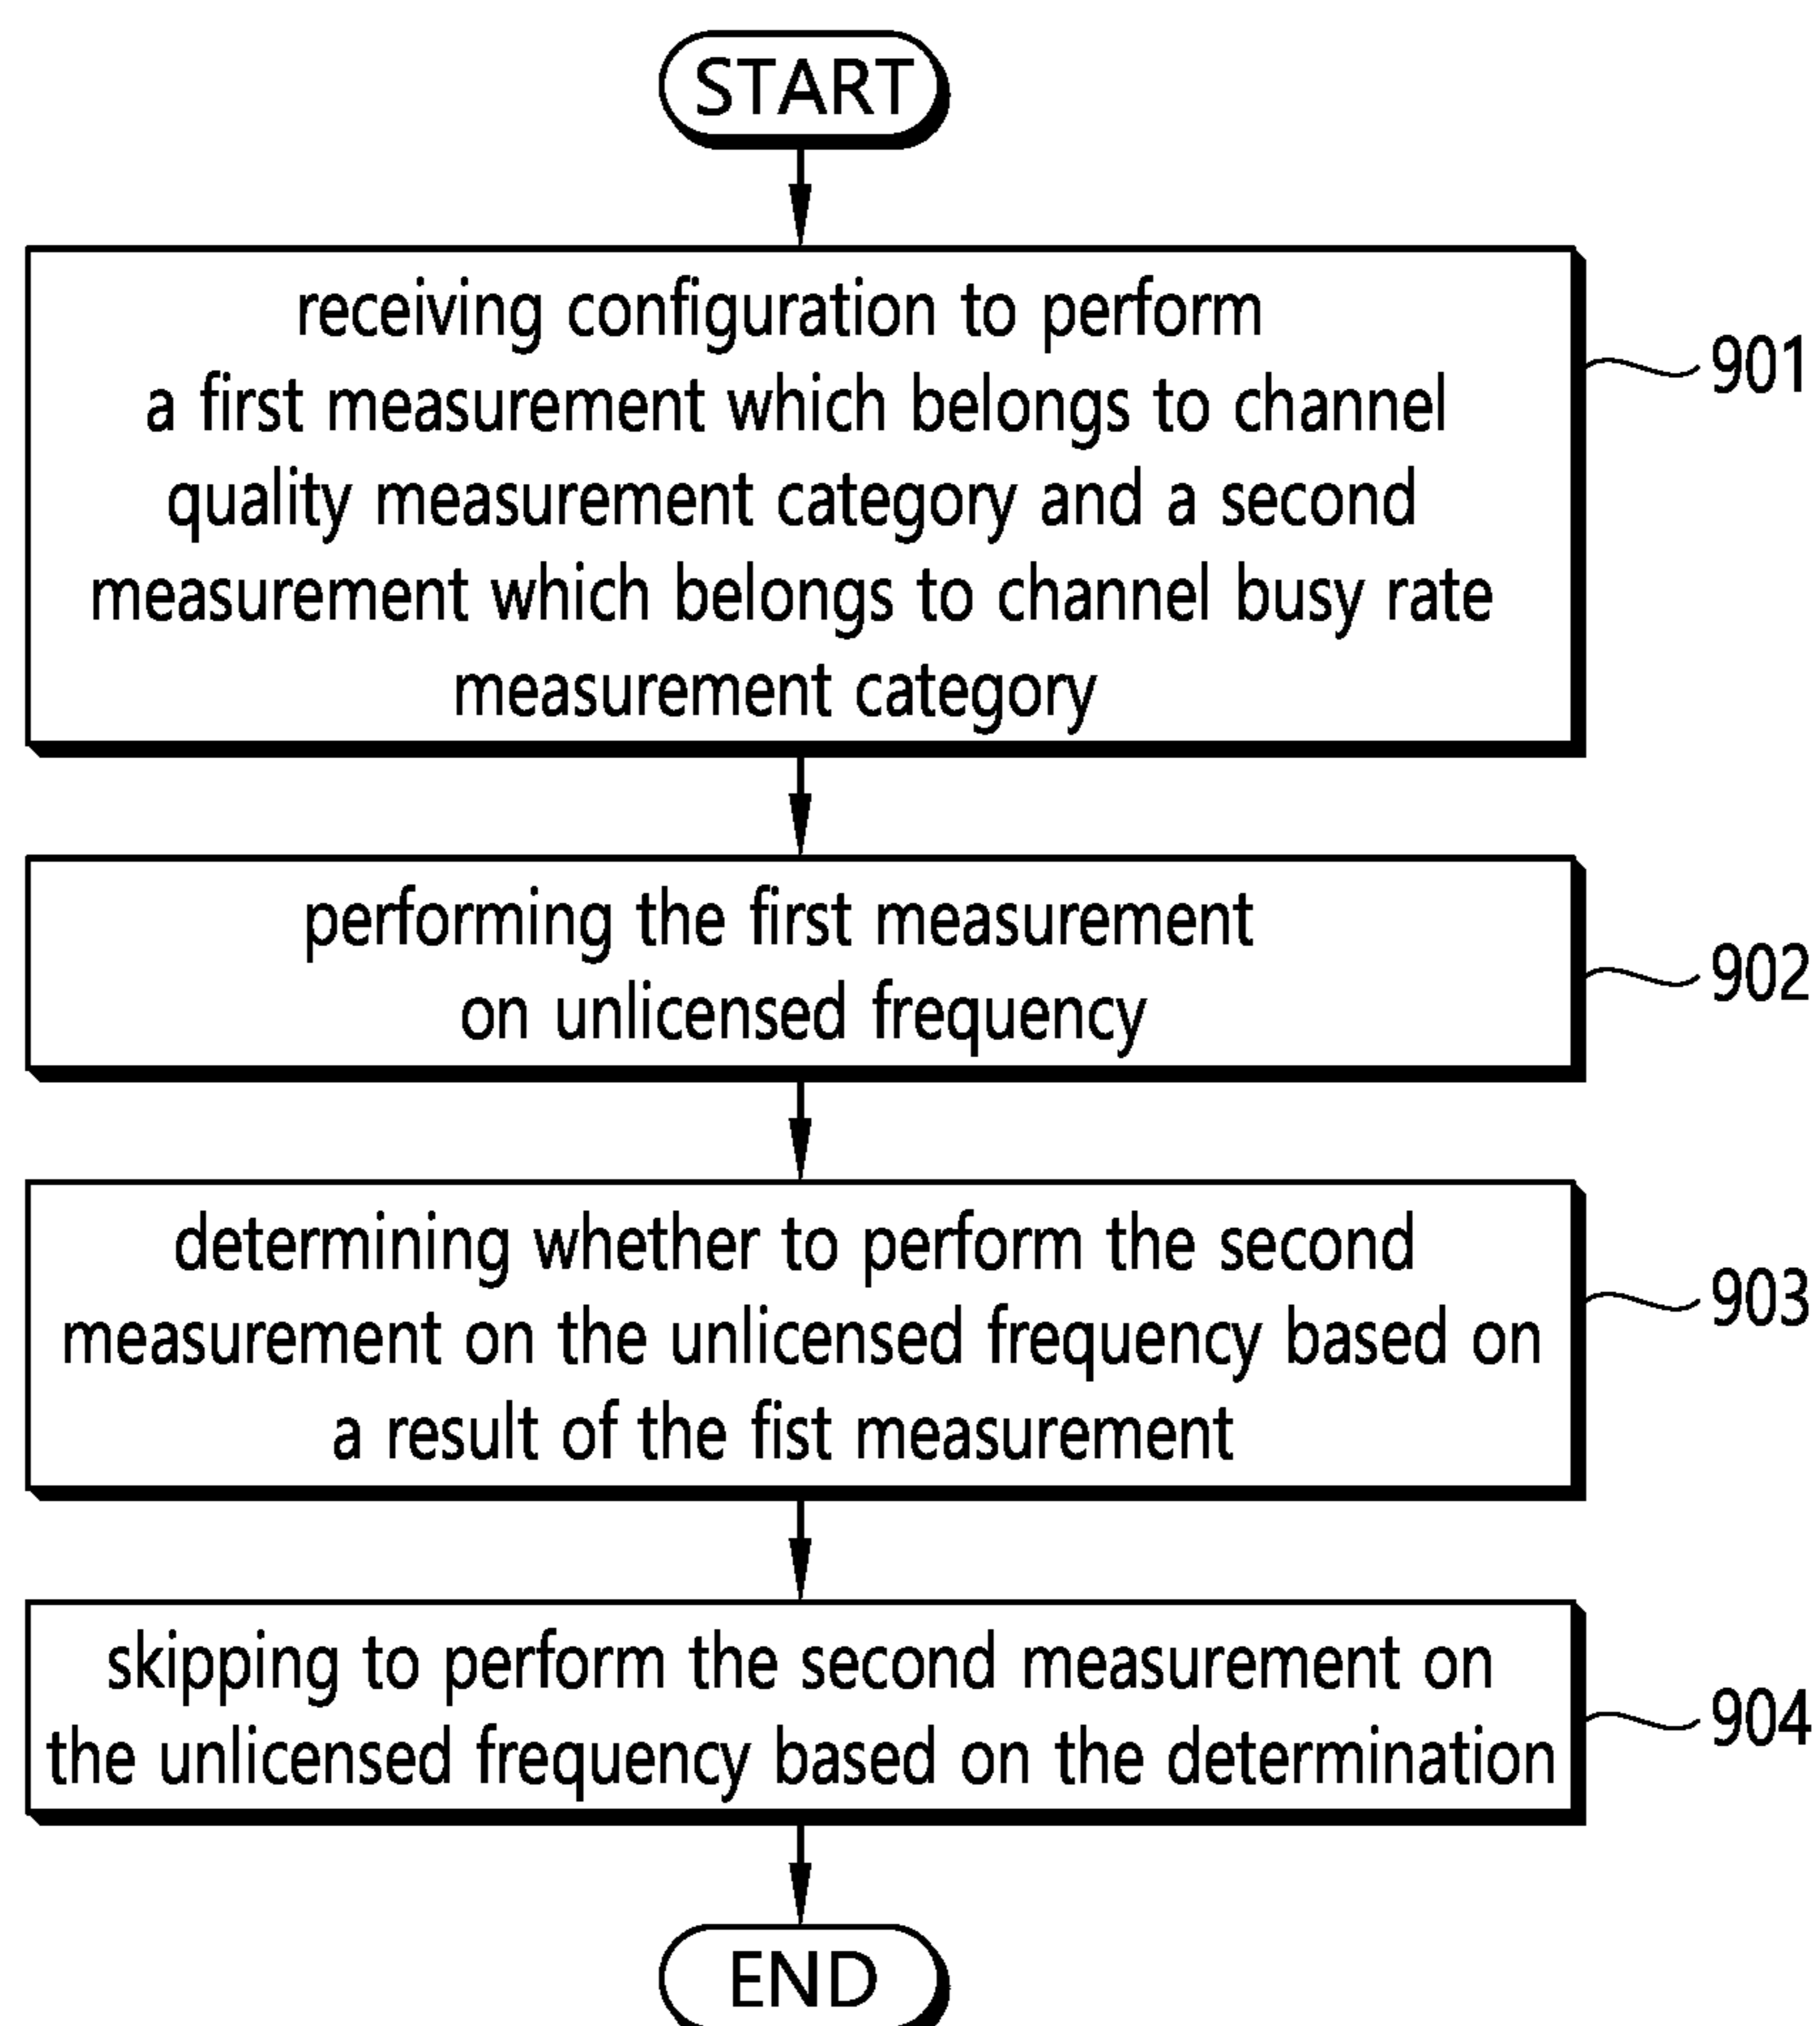 START
receiving configuration to perform
a first measurement which belongs to channel
quality measurement category and a second
measurement which belongs to channel busy rate
measurement category
901
performing the first measurement
on unlicensed frequency
902
determining whether to perform the second
measurement on the unlicensed frequency based on
a result of the fist measurement
903
skipping to perform the second measurement on
the unlicensed frequency based on the determination
904
END